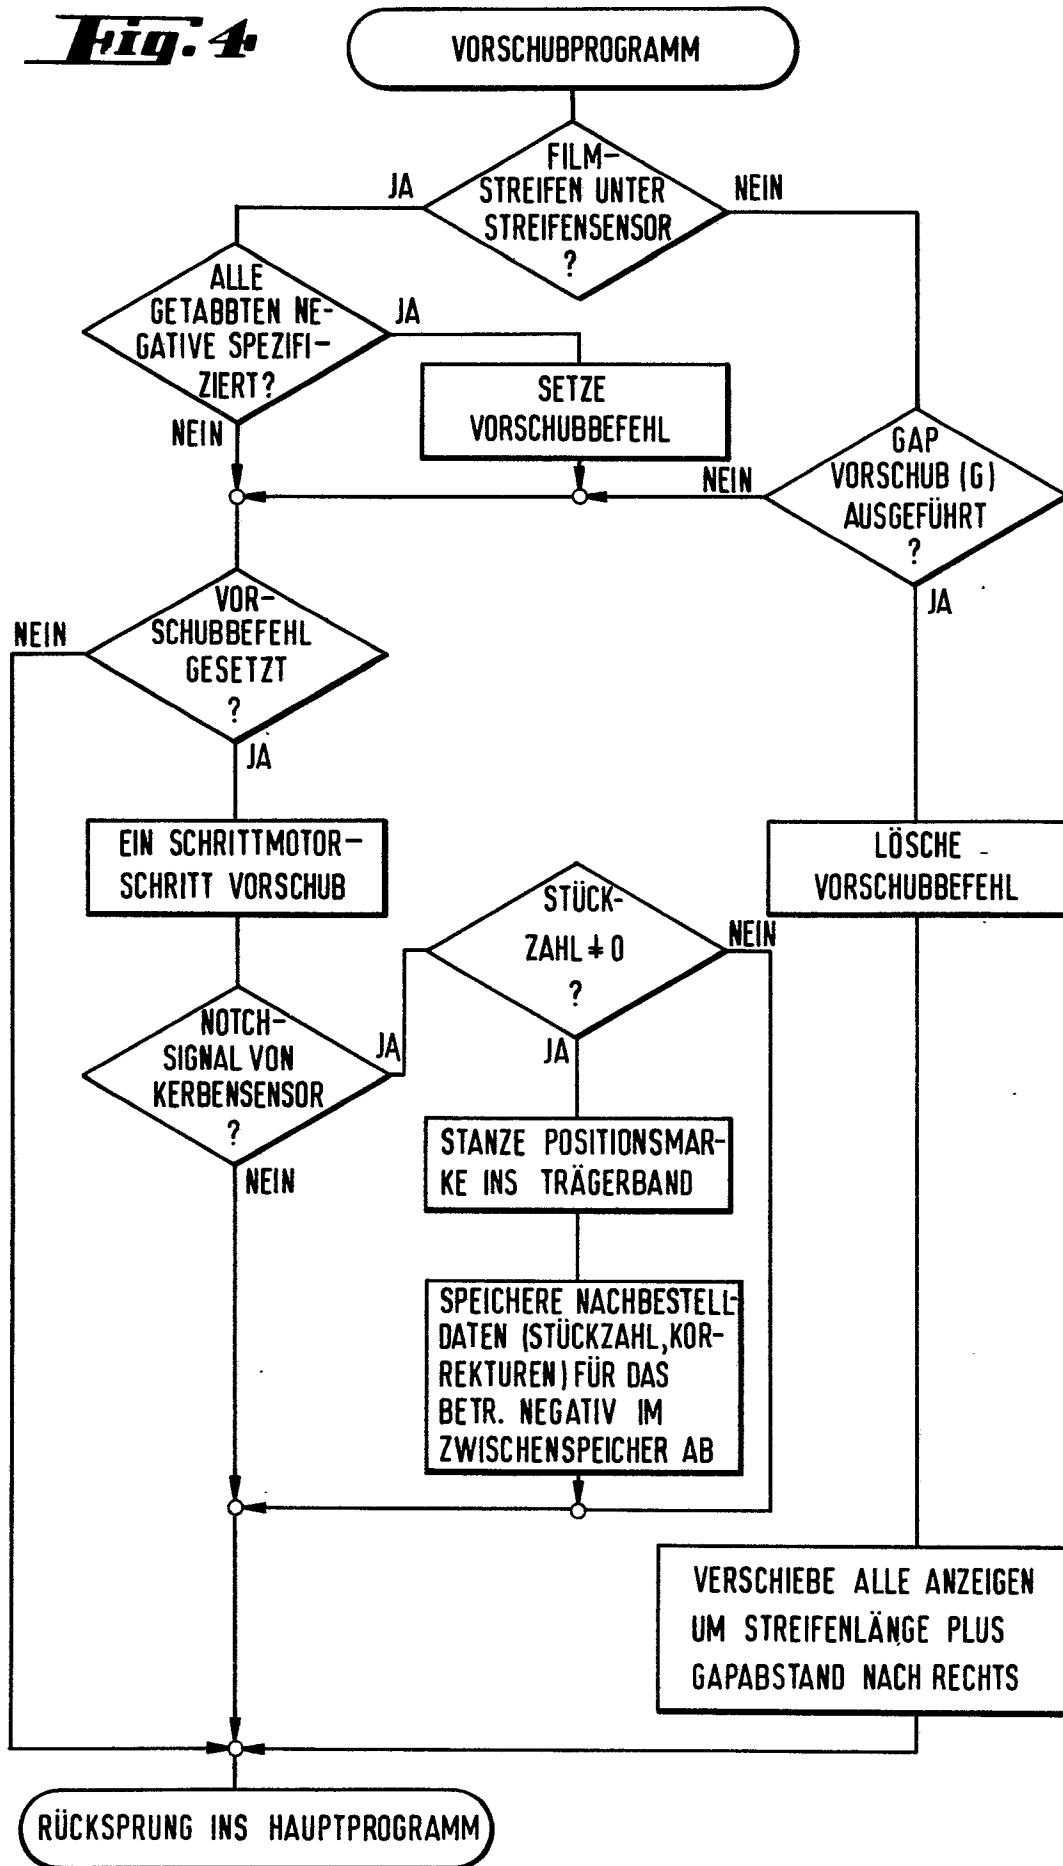 Fig. 4
VORSCHUBPROGRAMM
FILM-
STREIFEN UNTER
STREIFENSENSOR
?
JA
NEIN
ALLE
GETABBTEN NE-
GATIVE SPEZIFI-
ZIERT?
JA
NEIN
SETZE
VORSCHUBBEFEHL
GAP
VORSCHUB (G)
AUSGEFÜHRT
?
NEIN
JA
VOR-
SCHUBBEFEHL
GESETZT
?
NEIN
JA
EIN SCHRITTMOTOR-
SCHRITT VORSCHUB
LÖSCHE
VORSCHUBBEFEHL
STÜCK-
ZAHL ≠ 0
?
NEIN
JA
NOTCH-
SIGNAL VON
KERBENSENSOR
?
JA
NEIN
STANZE POSITIONSMAR-
KE INS TRÄGERBAND
SPEICHERE NACHBESTELL-
DATEN (STÜCKZAHL,KOR-
REKTUREN) FÜR DAS
BETR. NEGATIV IM
ZWISCHENSPEICHER AB
VERSCHIEBE ALLE ANZEIGEN
UM STREIFENLÄNGE PLUS
GAPABSTAND NACH RECHTS
RÜCKSPRUNG INS HAUPTPROGRAMM